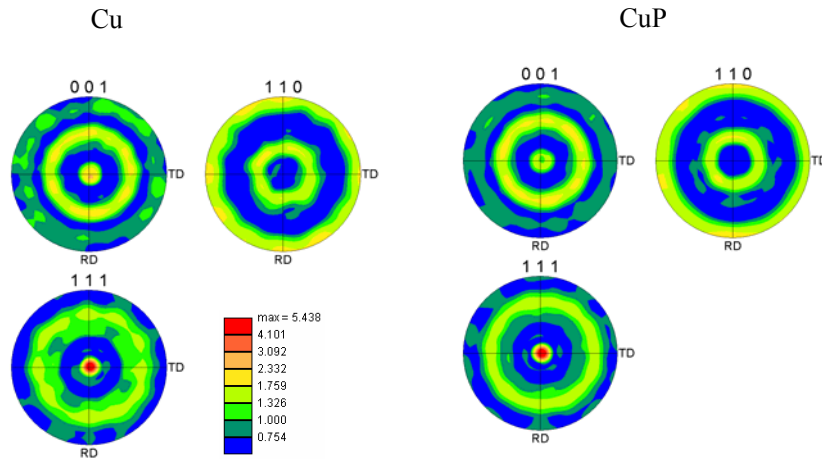 Cu
CuP
0 0 1
TD
RD
1 1 0
TD
RD
1 1 1
TD
RD
max = 5.438
4.101
3.092
2.332
1.759
1.326
1.000
0.754
0 0 1
TD
RD
1 1 0
TD
RD
1 1 1
TD
RD